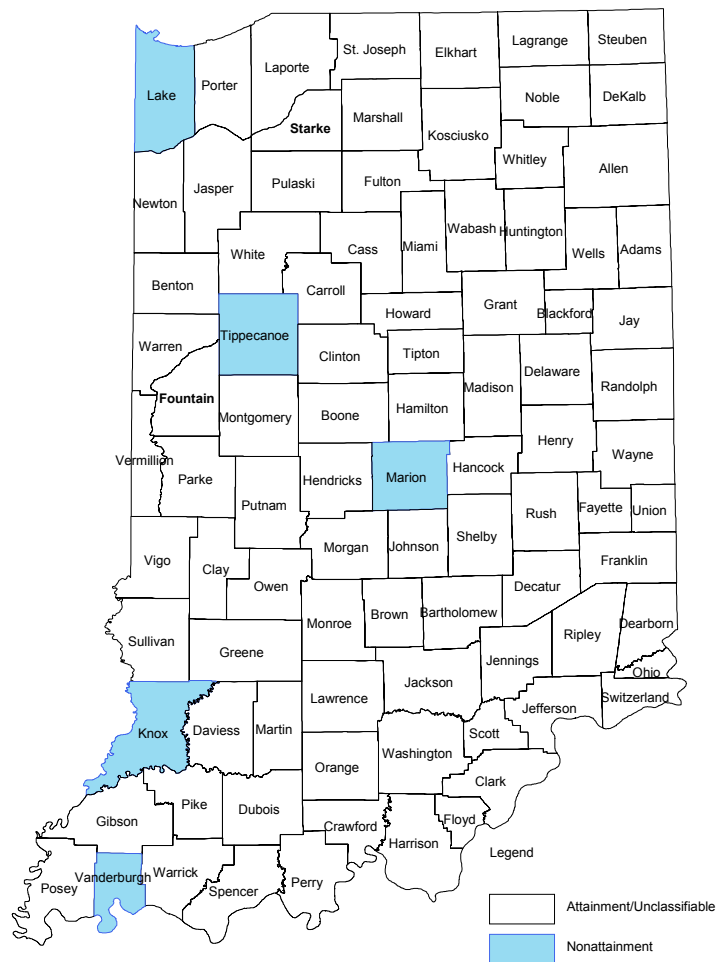 St. Joseph
Elkhart
Lagrange
Steuben
Laporte
Porter
Lake
Noble
DeKalb
Starke
Marshall
Kosciusko
Whitley
Allen
Newton
Jasper
Pulaski
Fulton
Wabash
Huntington
White
Cass
Miami
Wells
Adams
Benton
Carroll
Howard
Grant
Blackford
Jay
Tippecanoe
Warren
Clinton
Tipton
Madison
Delaware
Randolph
Fountain
Montgomery
Boone
Hamilton
Henry
Vermillion
Parke
Hendricks
Marion
Hancock
Wayne
Putnam
Rush
Fayette
Union
Morgan
Johnson
Shelby
Vigo
Clay
Owen
Franklin
Decatur
Monroe
Brown
Bartholomew
Dearborn
Sullivan
Greene
Ripley
Jennings
Ohio
Lawrence
Jackson
Switzerland
Jefferson
Knox
Daviess
Martin
Scott
Washington
Orange
Clark
Pike
Dubois
Gibson
Crawford
Floyd
Harrison
Vanderburgh
Warrick
Posey
Spencer
Perry
Legend
Attainment/Unclassifiable
Nonattainment